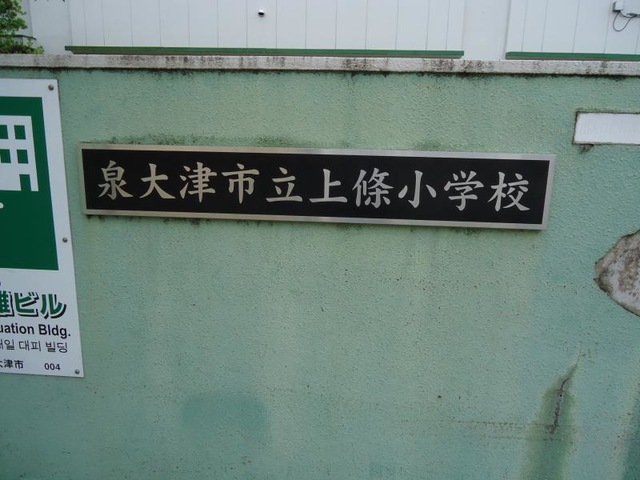 泉大津市立上條小学校
難ビル
uation Bldg.
대피 빌딩
大津市 004